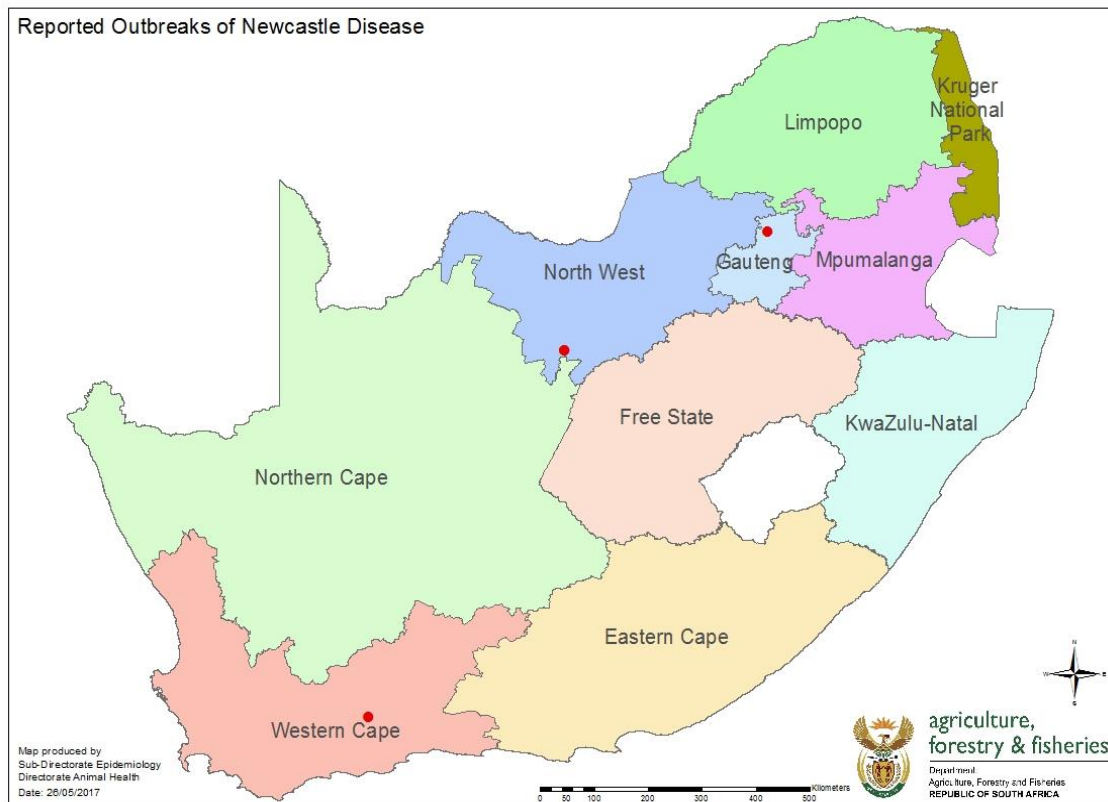 Reported Outbreaks of Newcastle Disease
Kruger
National
Park
Limpopo
North West
Gauteng
Mpumalanga
Free State
KwaZulu-Natal
Northern Cape
Eastern Cape
Western Cape
N
W
E
S
Map produced by
Sub-Directorate Epidemiology
Directorate Animal Health
Date: 26/05/2017
0 50 100 200 300 400 500
Kilometers
agriculture,
forestry & fisheries
Department:
Agriculture, Forestry and Fisheries
REPUBLIC OF SOUTH AFRICA